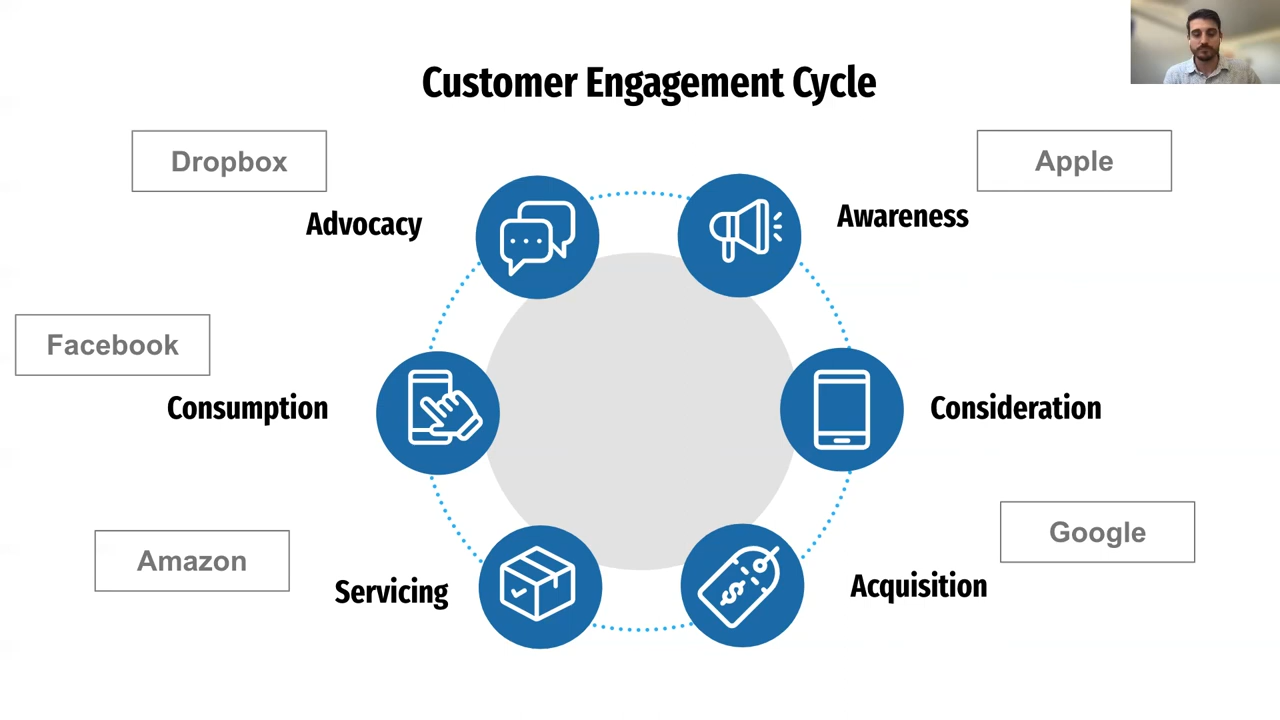 Customer Engagement Cycle
Dropbox
Apple
Advocacy
Awareness
Facebook
Consumption
Consideration
Amazon
Google
Servicing
Acquisition